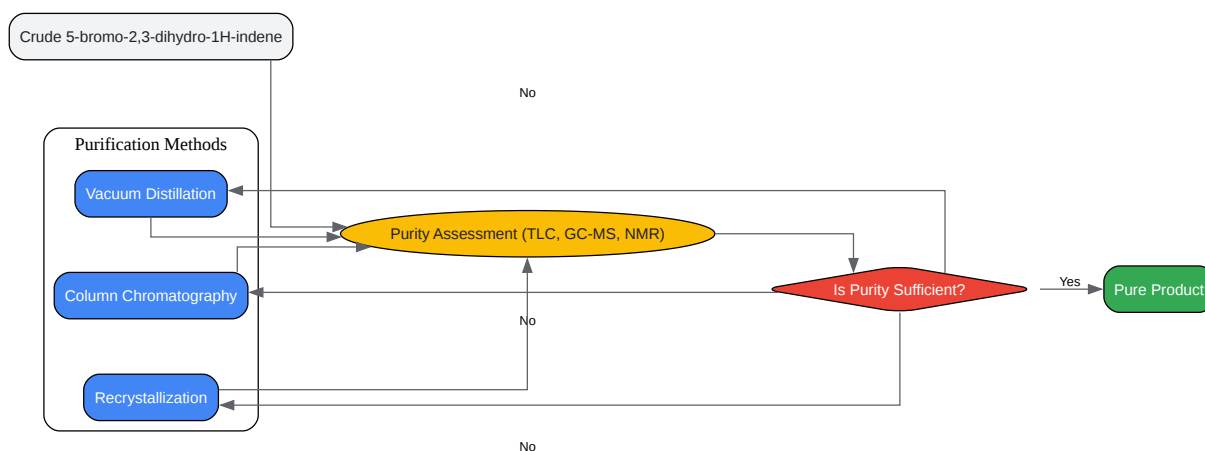 Crude 5-bromo-2,3-dihydro-1H-indene
No
Purification Methods
Vacuum Distillation
Purity Assessment (TLC, GC-MS, NMR)
Column Chromatography
Is Purity Sufficient?
Yes
Pure Product
No
Recrystallization
No